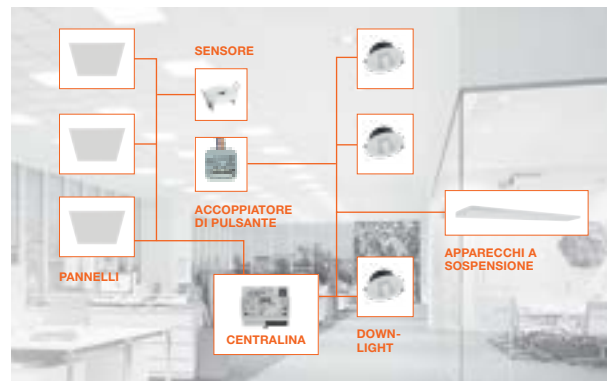 SENSORE
ACCOPPIATORE
DI PULSANTE
PANNELLI
APPARECCHI A
SOSPENSIONE
CENTRALINA
DOWN-
LIGHT